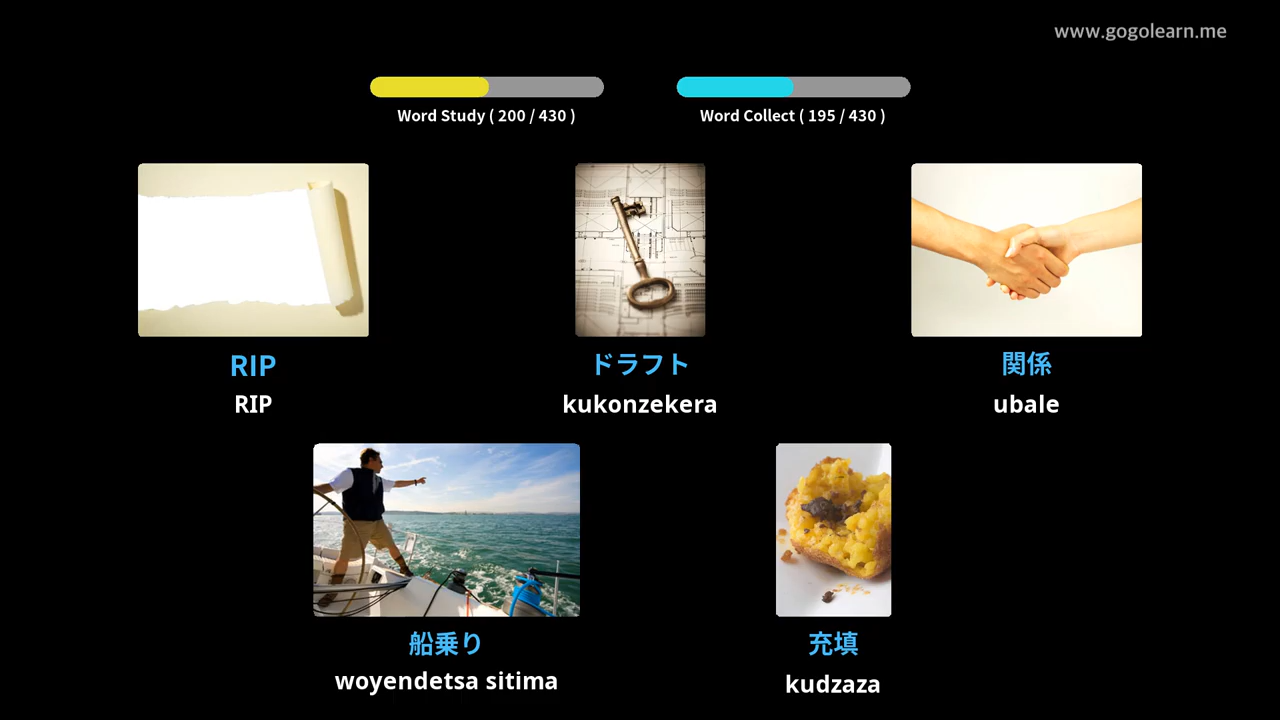 www.gogolearn.me
Word Study ( 200 / 430 )
Word Collect ( 195 / 430 )
RIP
RIP
ドラフト
kukonzekera
関係
ubale
船乗り
woyendetsa sitima
充填
kudzaza